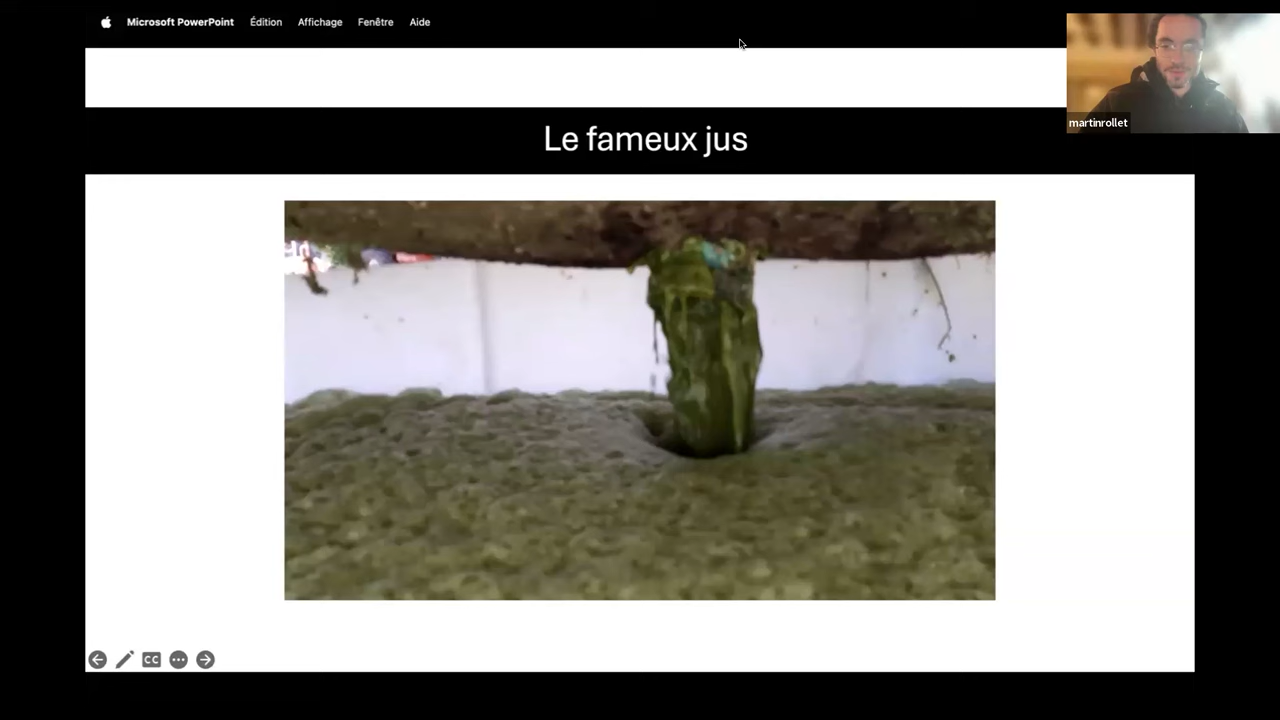 Microsoft PowerPoint Édition Affichage Fenêtre Aide
martinrollet
Le fameux jus
CC